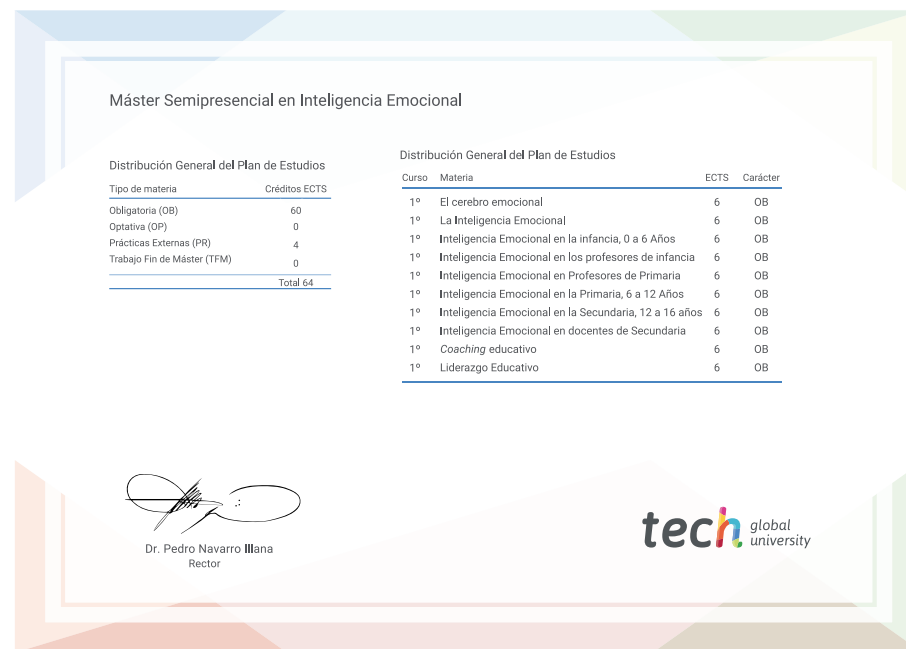 Máster Semipresencial en Inteligencia Emocional
Distribución General del Plan de Estudios
Tipo de materia Créditos ECTS
Obligatoria (OB) 60
Optativa (OP) 0
Prácticas Externas (PR) 4
Trabajo Fin de Máster (TFM) 0
Total 64
Distribución General del Plan de Estudios
Curso Materia ECTS Carácter
1º El cerebro emocional 6 OB
1º La Inteligencia Emocional 6 OB
1º Inteligencia Emocional en la infancia, 0 a 6 Años 6 OB
1º Inteligencia Emocional en los profesores de infancia 6 OB
1º Inteligencia Emocional en Profesores de Primaria 6 OB
1º Inteligencia Emocional en la Primaria, 6 a 12 Años 6 OB
1º Inteligencia Emocional en la Secundaria, 12 a 16 años 6 OB
1º Inteligencia Emocional en docentes de Secundaria 6 OB
1º Coaching educativo 6 OB
1º Liderazgo Educativo 6 OB
Dr. Pedro Navarro Illana
Rector
tech global
university